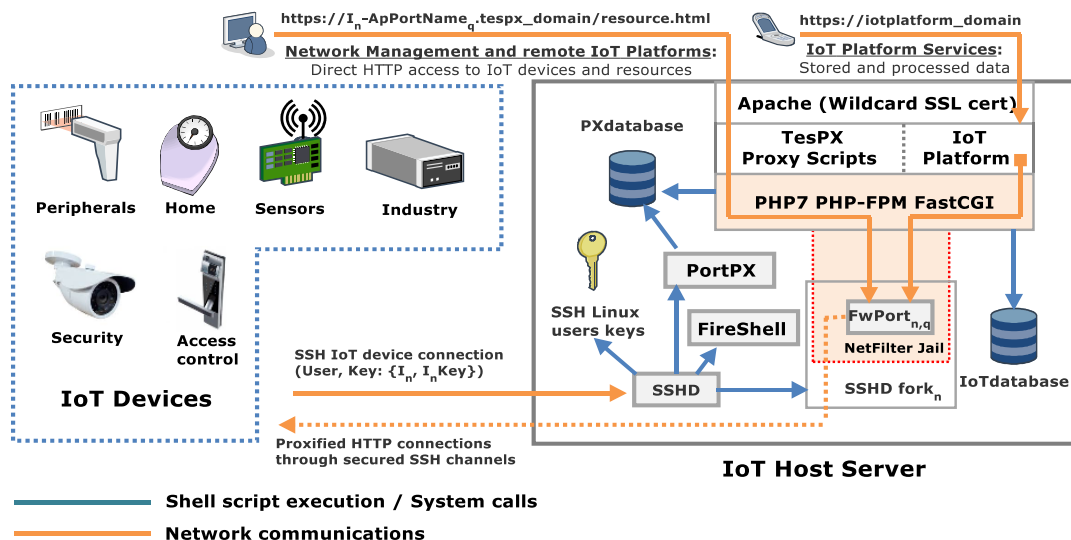 https://In-ApPortNameq.tespx_domain/resource.html
Network Management and remote IoT Platforms:
Direct HTTP access to IoT devices and resources
https://iotplatform_domain
IoT Platform Services:
Stored and processed data
Peripherals
Home
Sensors
Industry
Security
Access
control
IoT Devices
SSH IoT device connection
(User, Key: {In, InKey})
Proxified HTTP connections
through secured SSH channels
PXdatabase
Apache (Wildcard SSL cert)
TesPX
Proxy Scripts
IoT
Platform
PHP7 PHP-FPM FastCGI
PortPX
SSH Linux
users keys
FireShell
FwPortn,q
NetFilter Jail
SSHD
SSHD forkn
IoTdatabase
IoT Host Server
Shell script execution / System calls
Network communications